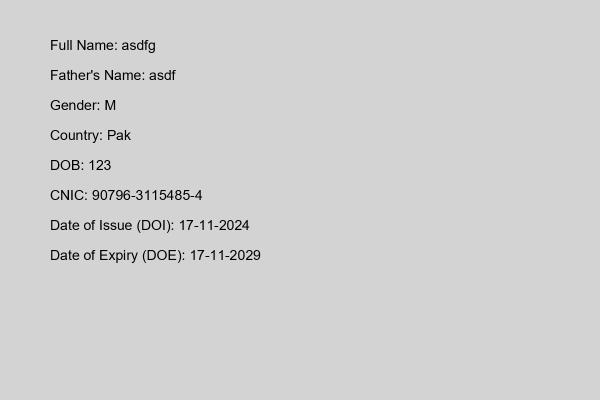 Full Name: asdfg
Father's Name: asdf
Gender: M
Country: Pak
DOB: 123
CNIC: 90796-3115485-4
Date of Issue (DOI): 17-11-2024
Date of Expiry (DOE): 17-11-2029